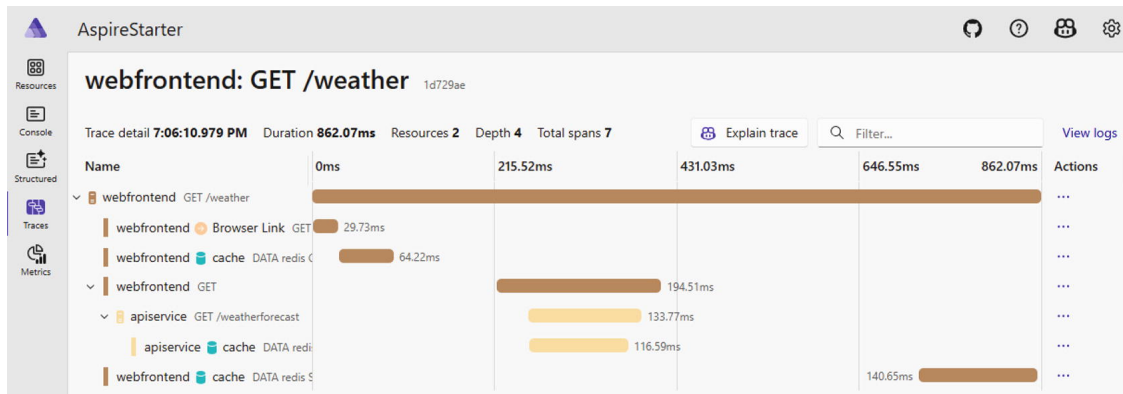 AspireStarter
Resources
Console
Structured
Traces
Metrics
webfrontend: GET /weather 1d729ae
Trace detail 7:06:10.979 PM Duration 862.07ms Resources 2 Depth 4 Total spans 7 Explain trace Filter... View logs
Name 0ms 215.52ms 431.03ms 646.55ms 862.07ms Actions
webfrontend GET /weather
webfrontend Browser Link GET 29.73ms
webfrontend cache DATA redis 64.22ms
webfrontend GET 194.51ms
apiservice GET /weatherforecast 133.77ms
apiservice cache DATA redis 116.59ms
webfrontend cache DATA redis S 140.65ms